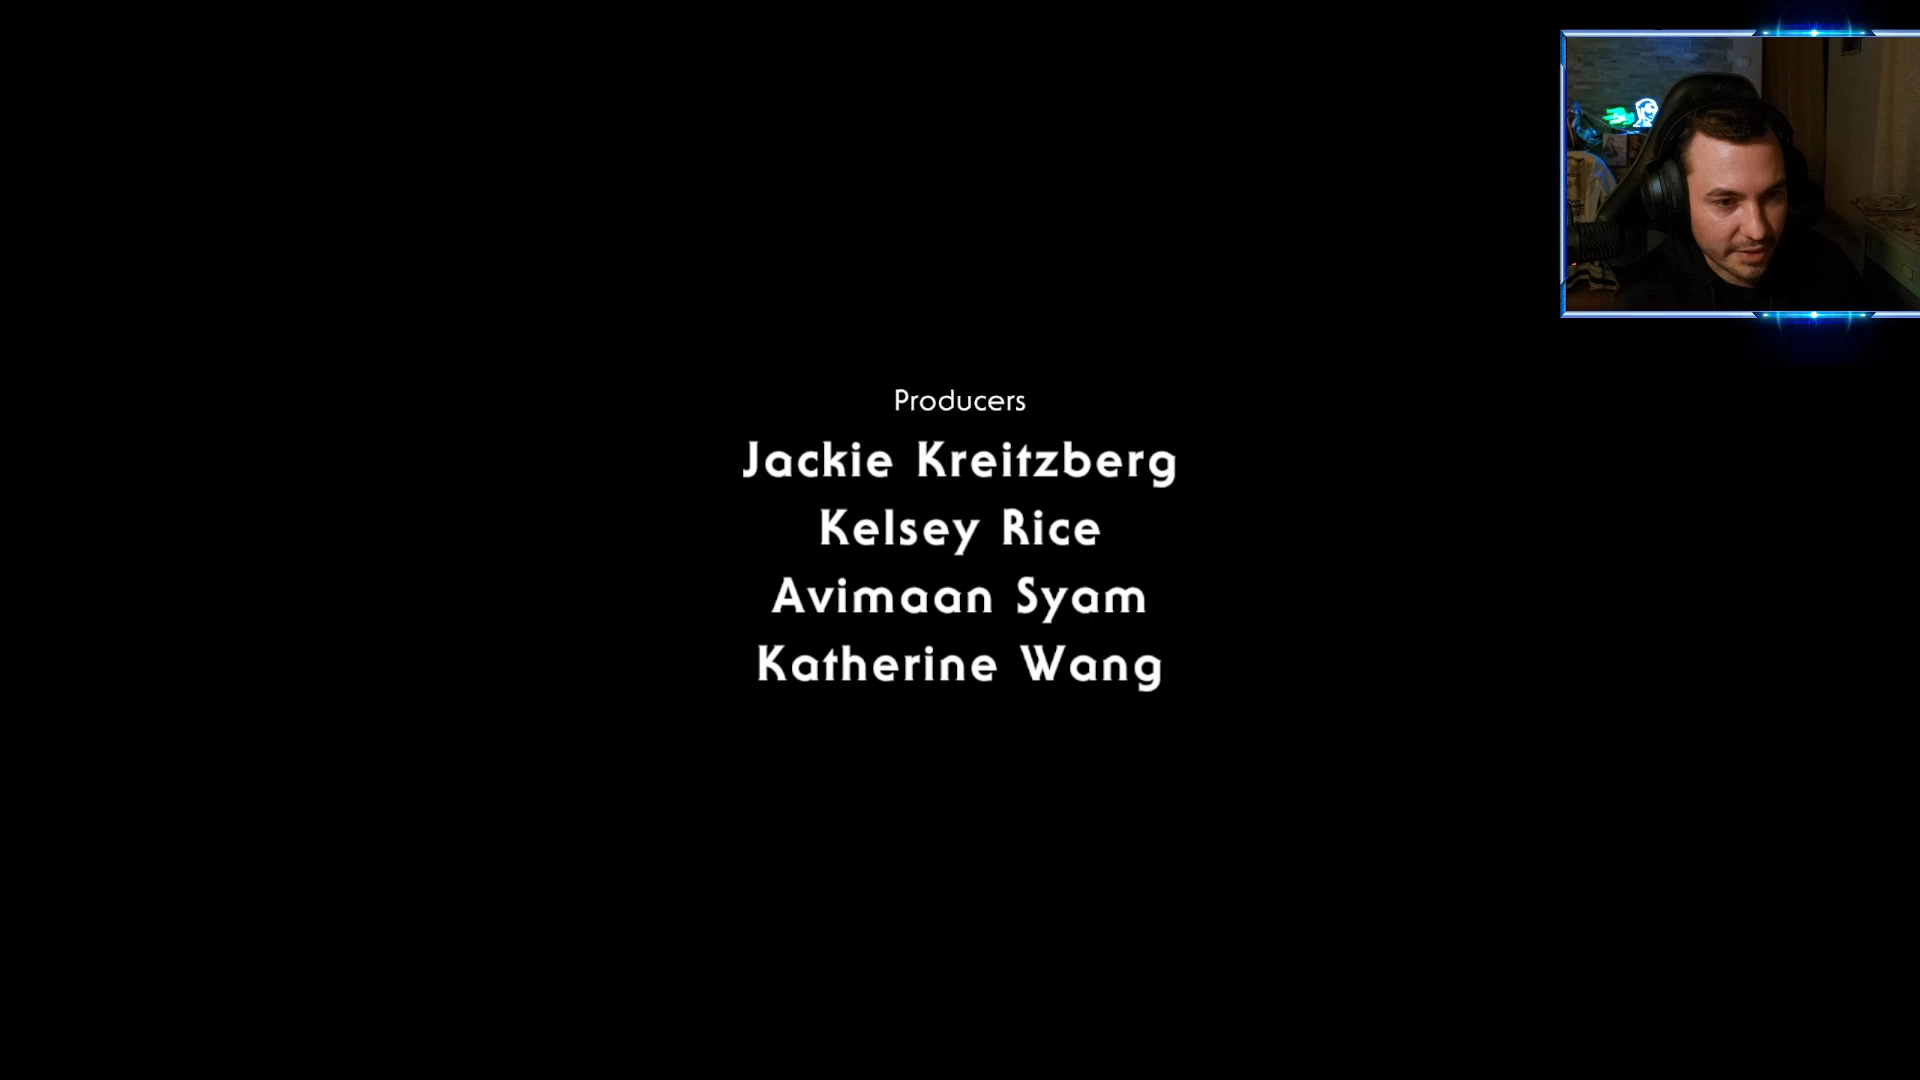 Producers
Jackie Kreitzberg
Kelsey Rice
Avimaan Syam
Katherine Wang